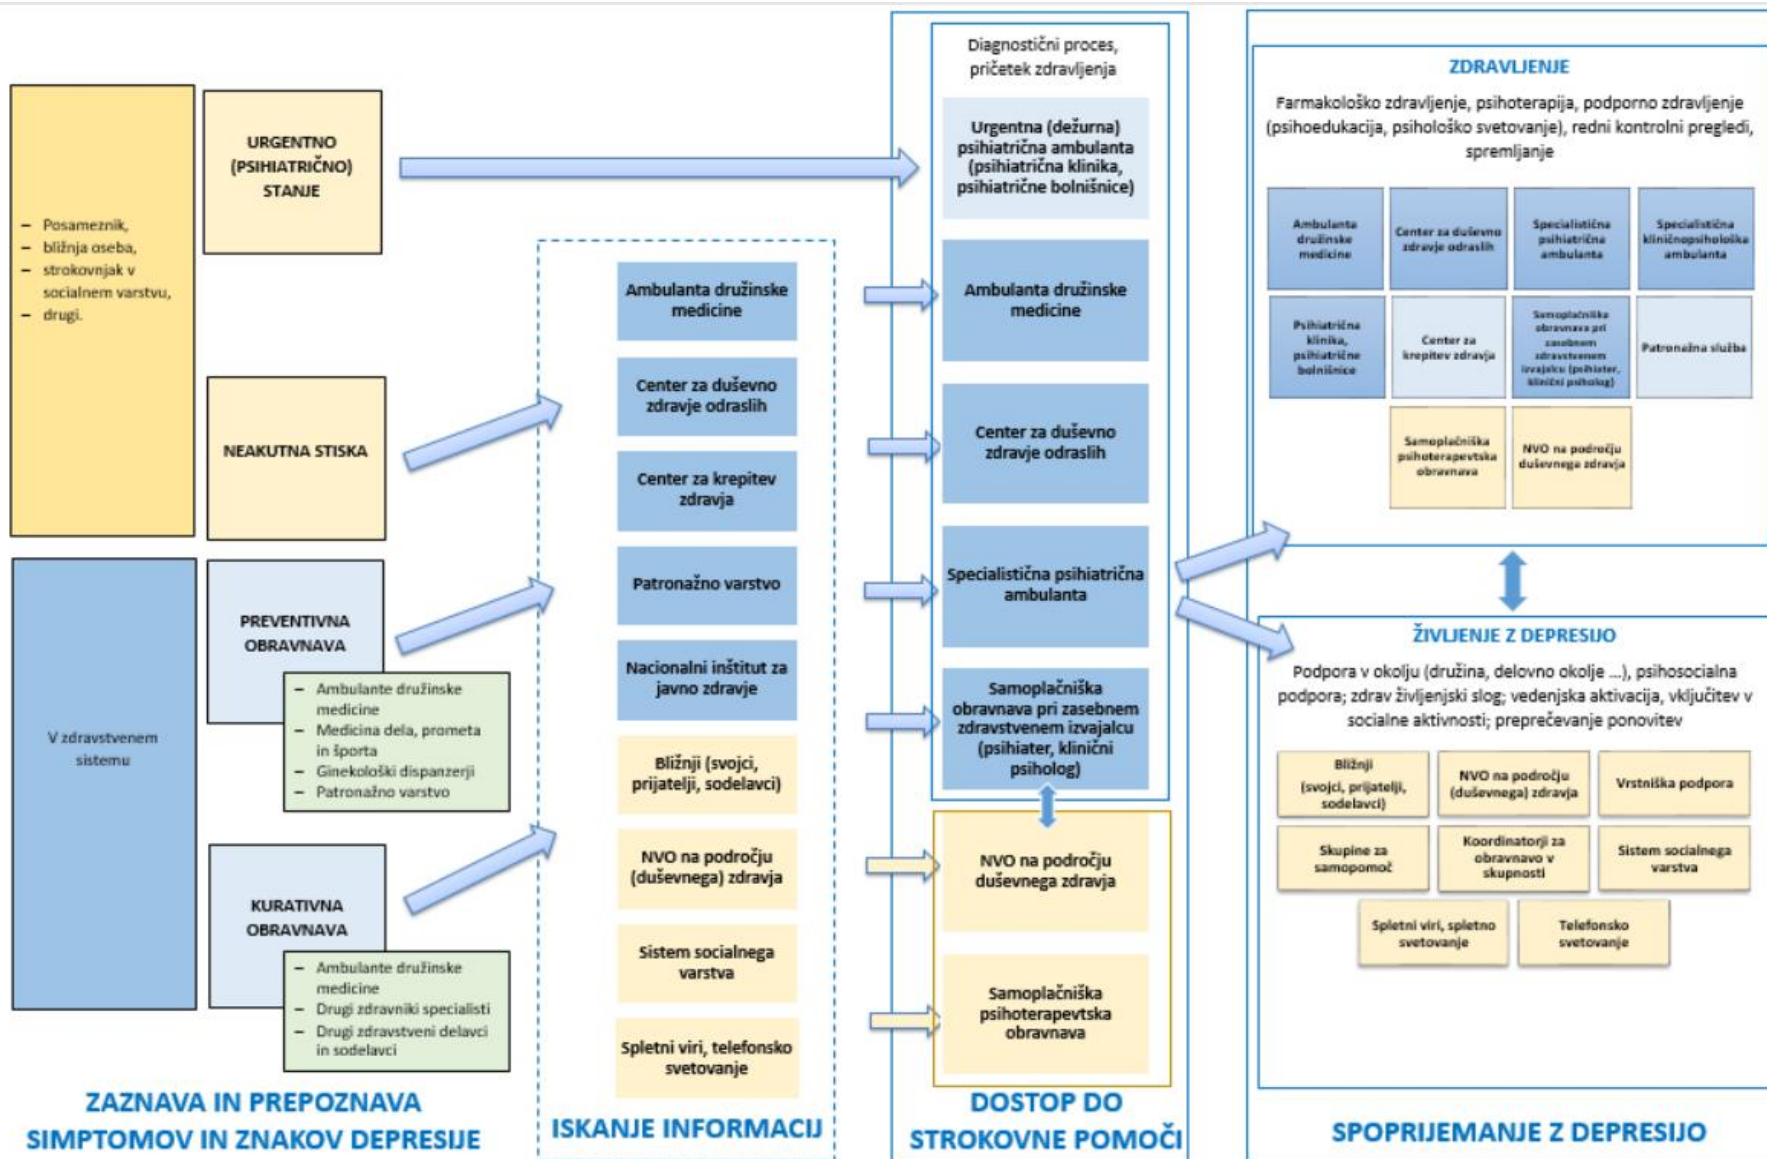 – Posameznik,
– bližnja oseba,
– strokovnjak v
socialnem varstvu,
– drugi.
URGENTNO
(PSIHIATRIČNO)
STANJE
NEAKUTNA STISKA
V zdravstvenem
sistemu
PREVENTIVNA
OBRAVNAVA
– Ambulante družinske
medicine
– Medicina dela, prometa
in športa
– Ginekološki dispanzerji
– Patronažno varstvo
KURATIVNA
OBRAVNAVA
– Ambulante družinske
medicine
– Drugi zdravniki specialisti
– Drugi zdravstveni delavci
in sodelavci
ZAZNAVA IN PREPOZNAVA
SIMPTOMOV IN ZNAKOV DEPRESIJE
Ambulanta družinske
medicine
Center za duševno
zdravje odraslih
Center za krepitev
zdravja
Patronažno varstvo
Nacionalni inštitut za
javno zdravje
Bližnji (svojci,
prijatelji, sodelavci)
NVO na področju
(duševnega) zdravja
Sistem socialnega
varstva
Spletni viri, telefonsko
svetovanje
ISKANJE INFORMACIJ
Diagnostični proces,
pričetek zdravljenja
Urgentna (dežurna)
psihiatrična ambulanta
(psihiatrična klinika,
psihiatrične bolnišnice)
Ambulanta družinske
medicine
Center za duševno
zdravje odraslih
Specialistična psihiatrična
ambulanta
Samoplačniška
obravnava pri zasebnem
zdravstvenem izvajalcu
(psihiater, klinični
psiholog)
NVO na področju
duševnega zdravja
Samoplačniška
psihoterapevtska
obravnava
DOSTOP DO
STROKOVNE POMOČI
ZDRAVLJENJE
Farmakološko zdravljenje, psihoterapija, podporno zdravljenje
(psihoedukacija, psihološko svetovanje), redni kontrolni pregledi,
spremljanje
Ambulanta
družinske
medicine
Center za duševno
zdravje odraslih
Specialistična
psihiatrična
ambulanta
Specialistična
kliničnopsihološka
ambulanta
Psihiatrična
klinika,
psihiatrične
bolnišnice
Center za
krepitev zdravja
Samoplačniška
obravnava pri
zasebnem
zdravstvenem
izvajalcu (psihiater,
klinični psiholog)
Patronažna služba
Samoplačniška
psihoterapevtska
obravnava
NVO na področju
duševnega zdravja
ŽIVLJENJE Z DEPRESIJO
Podpora v okolju (družina, delovno okolje ...), psihosocialna
podpora; zdrav življenjski slog; vedenjska aktivacija, vključitev v
socialne aktivnosti; preprečevanje ponovitev
Bližnji
(svojci, prijatelji,
sodelavci)
NVO na področju
(duševnega) zdravja
Vrstniška podpora
Skupine za
samopomoč
Koordinatorji za
obravnavo v
skupnosti
Sistem socialnega
varstva
Spletni viri, spletno
svetovanje
Telefonsko
svetovanje
SPOPRIJEMANJE Z DEPRESIJO